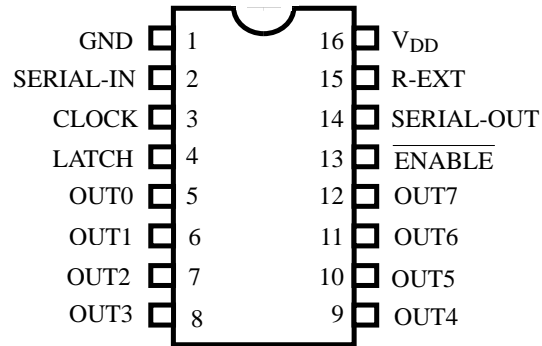 GND 1 16 VDD
SERIAL-IN 2 15 R-EXT
CLOCK 3 14 SERIAL-OUT
LATCH 4 13 ENABLE
OUT0 5 12 OUT7
OUT1 6 11 OUT6
OUT2 7 10 OUT5
OUT3 8 9 OUT4